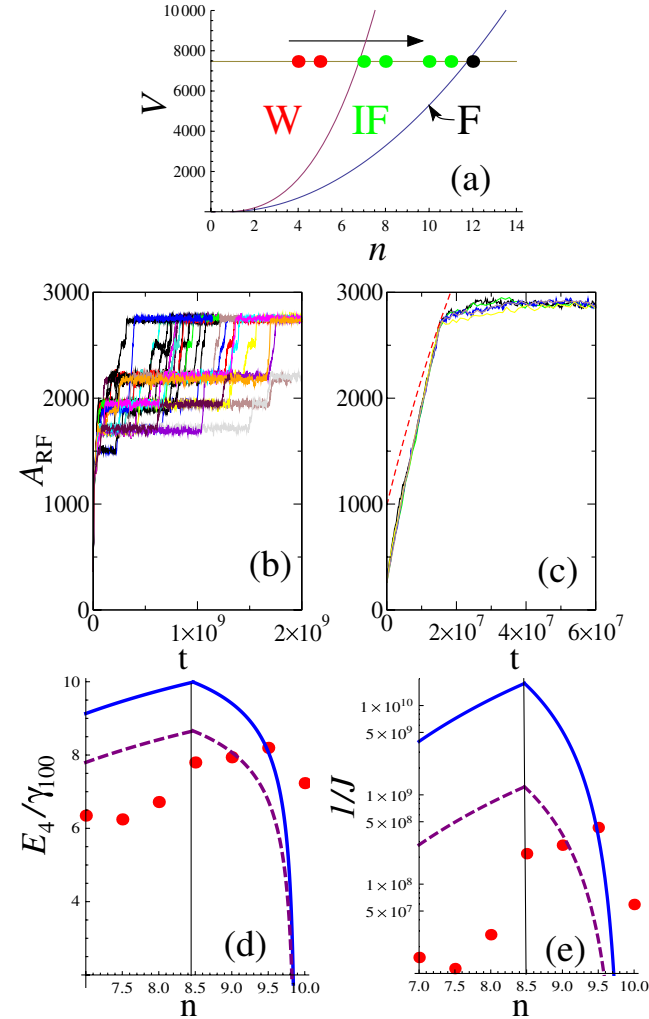 10 000
8000
6000
4000
2000
V
W
IF
F
(a)
0 2 4 6 8 10 12 14
n
3000
2000
1000
0
A_RF
(b)
0 1×10^9 2×10^9
t
3000
2000
1000
0
(c)
0 2×10^7 4×10^7 6×10^7
t
10
8
6
4
E_4/γ_100
(d)
7.5 8.0 8.5 9.0 9.5 10.0
n
1×10^10
5×10^9
1×10^9
5×10^8
1×10^8
5×10^7
1/J
(e)
7.0 7.5 8.0 8.5 9.0 9.5 10.0
n